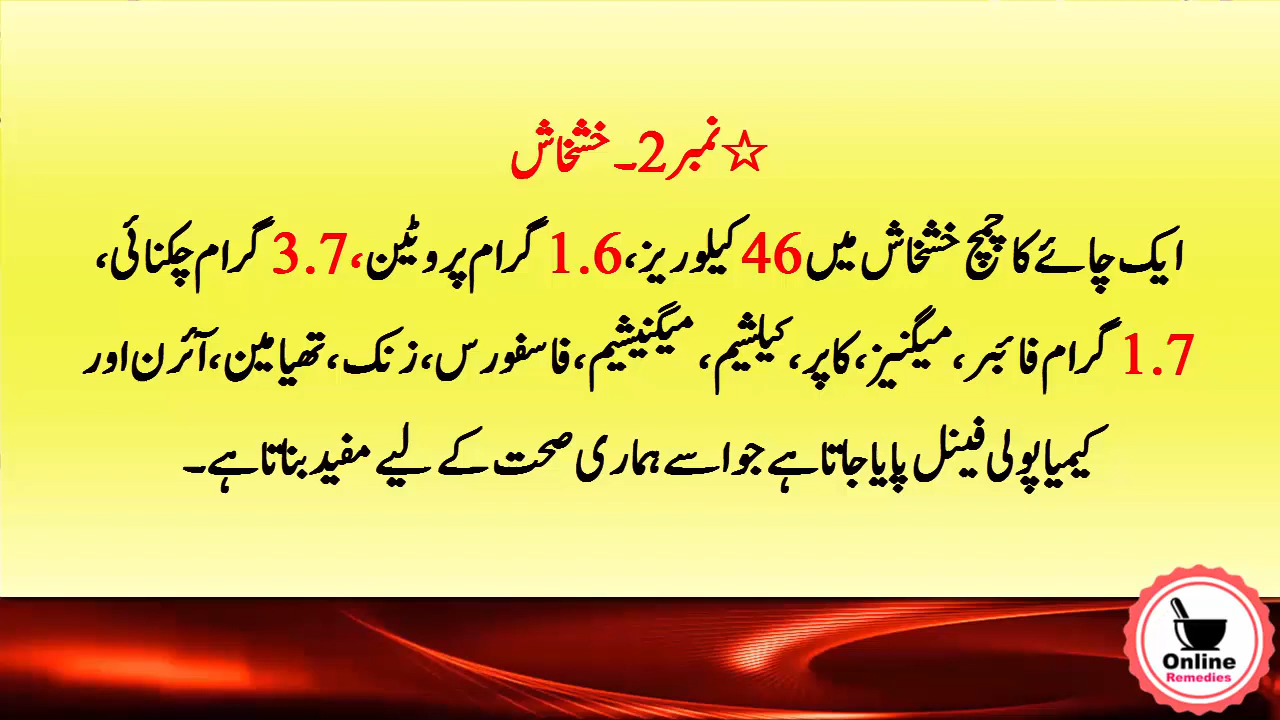 ☆نمبر 2۔ خشخاش
ایک چائے کا چمچ خشخاش میں 46 کیلوریز، 1.6 گرام پروٹین، 3.7 گرام چکنائی،
1.7 گرام فائبر، میگنیز، کاپر، کیلشیم، میگنیشیم، فاسفورس، زنک، تھیامین، آئرن اور
کیمیا پولی فینل پایا جاتا ہے جو اسے ہماری صحت کے لیے مفید بناتا ہے۔
Online
Remedies